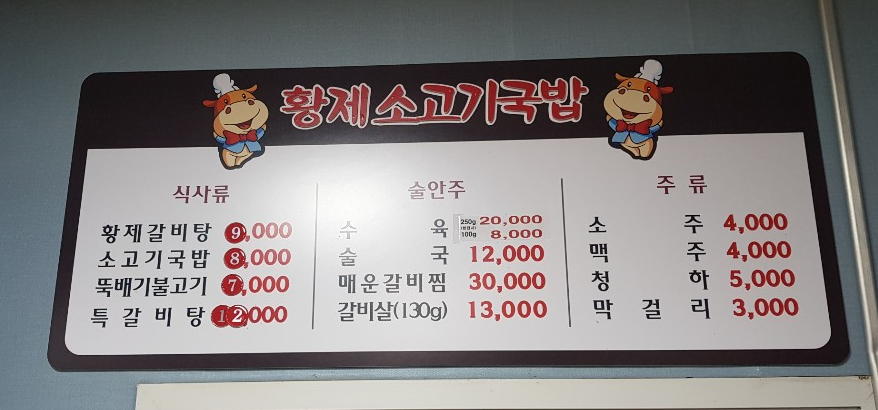 황제소고기국밥
식사류
황제갈비탕 9,000
소고기국밥 8,000
뚝배기불고기 7,000
특갈비탕 12,000
술안주
수육 250g 20,000
100g 8,000
술국 12,000
매운갈비찜 30,000
갈비살(130g) 13,000
주류
소주 4,000
맥주 4,000
청하 5,000
막걸리 3,000